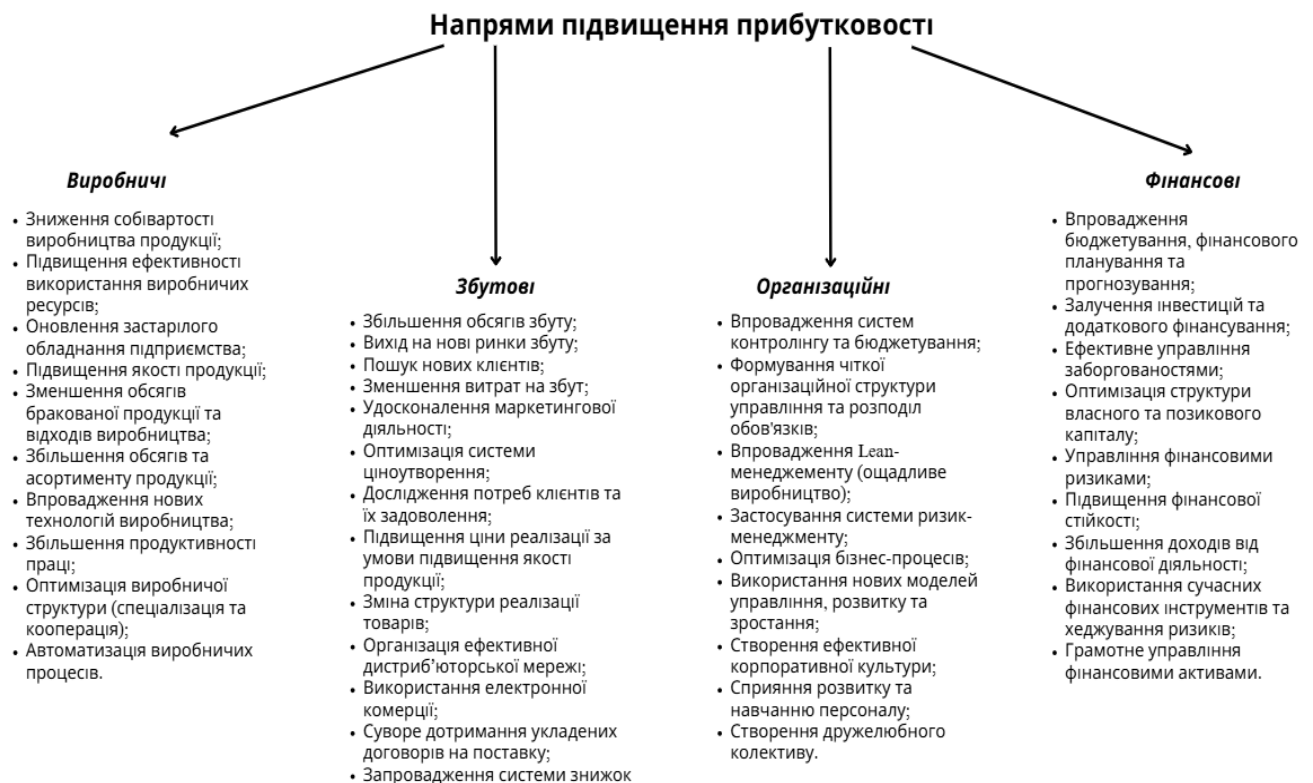 Напрями підвищення прибутковості
Виробничі
• Зниження собівартості
виробництва продукції;
• Підвищення ефективності
використання виробничих
ресурсів;
• Оновлення застарілого
обладнання підприємства;
• Підвищення якості продукції;
• Зменшення обсягів
бракованої продукції та
відходів виробництва;
• Збільшення обсягів та
асортименту продукції;
• Впровадження нових
технологій виробництва;
• Збільшення продуктивності
праці;
• Оптимізація виробничої
структури (спеціалізація та
кооперація);
• Автоматизація виробничих
процесів.
Збутові
• Збільшення обсягів збуту;
• Вихід на нові ринки збуту;
• Пошук нових клієнтів;
• Зменшення витрат на збут;
• Удосконалення маркетингової
діяльності;
• Оптимізація системи
ціноутворення;
• Дослідження потреб клієнтів та
їх задоволення;
• Підвищення ціни реалізації за
умови підвищення якості
продукції;
• Зміна структури реалізації
товарів;
• Організація ефективної
дистриб’юторської мережі;
• Використання електронної
комерції;
• Суворе дотримання укладених
договорів на поставку;
• Запровадження системи знижок
Організаційні
• Впровадження систем
контролінгу та бюджетування;
• Формування чіткої
організаційної структури
управління та розподіл
обов'язків;
• Впровадження Lean-
менеджементу (ощадливе
виробництво);
• Застосування системи ризик-
менеджменту;
• Оптимізація бізнес-процесів;
• Використання нових моделей
управління, розвитку та
зростання;
• Створення ефективної
корпоративної культури;
• Сприяння розвитку та
навчанню персоналу;
• Створення дружелюбного
колективу.
Фінансові
• Впровадження
бюджетування, фінансового
планування та
прогнозування;
• Залучення інвестицій та
додаткового фінансування;
• Ефективне управління
заборгованостями;
• Оптимізація структури
власного та позикового
капіталу;
• Управління фінансовими
ризиками;
• Підвищення фінансової
стійкості;
• Збільшення доходів від
фінансової діяльності;
• Використання сучасних
фінансових інструментів та
хеджування ризиків;
• Грамотне управління
фінансовими активами.